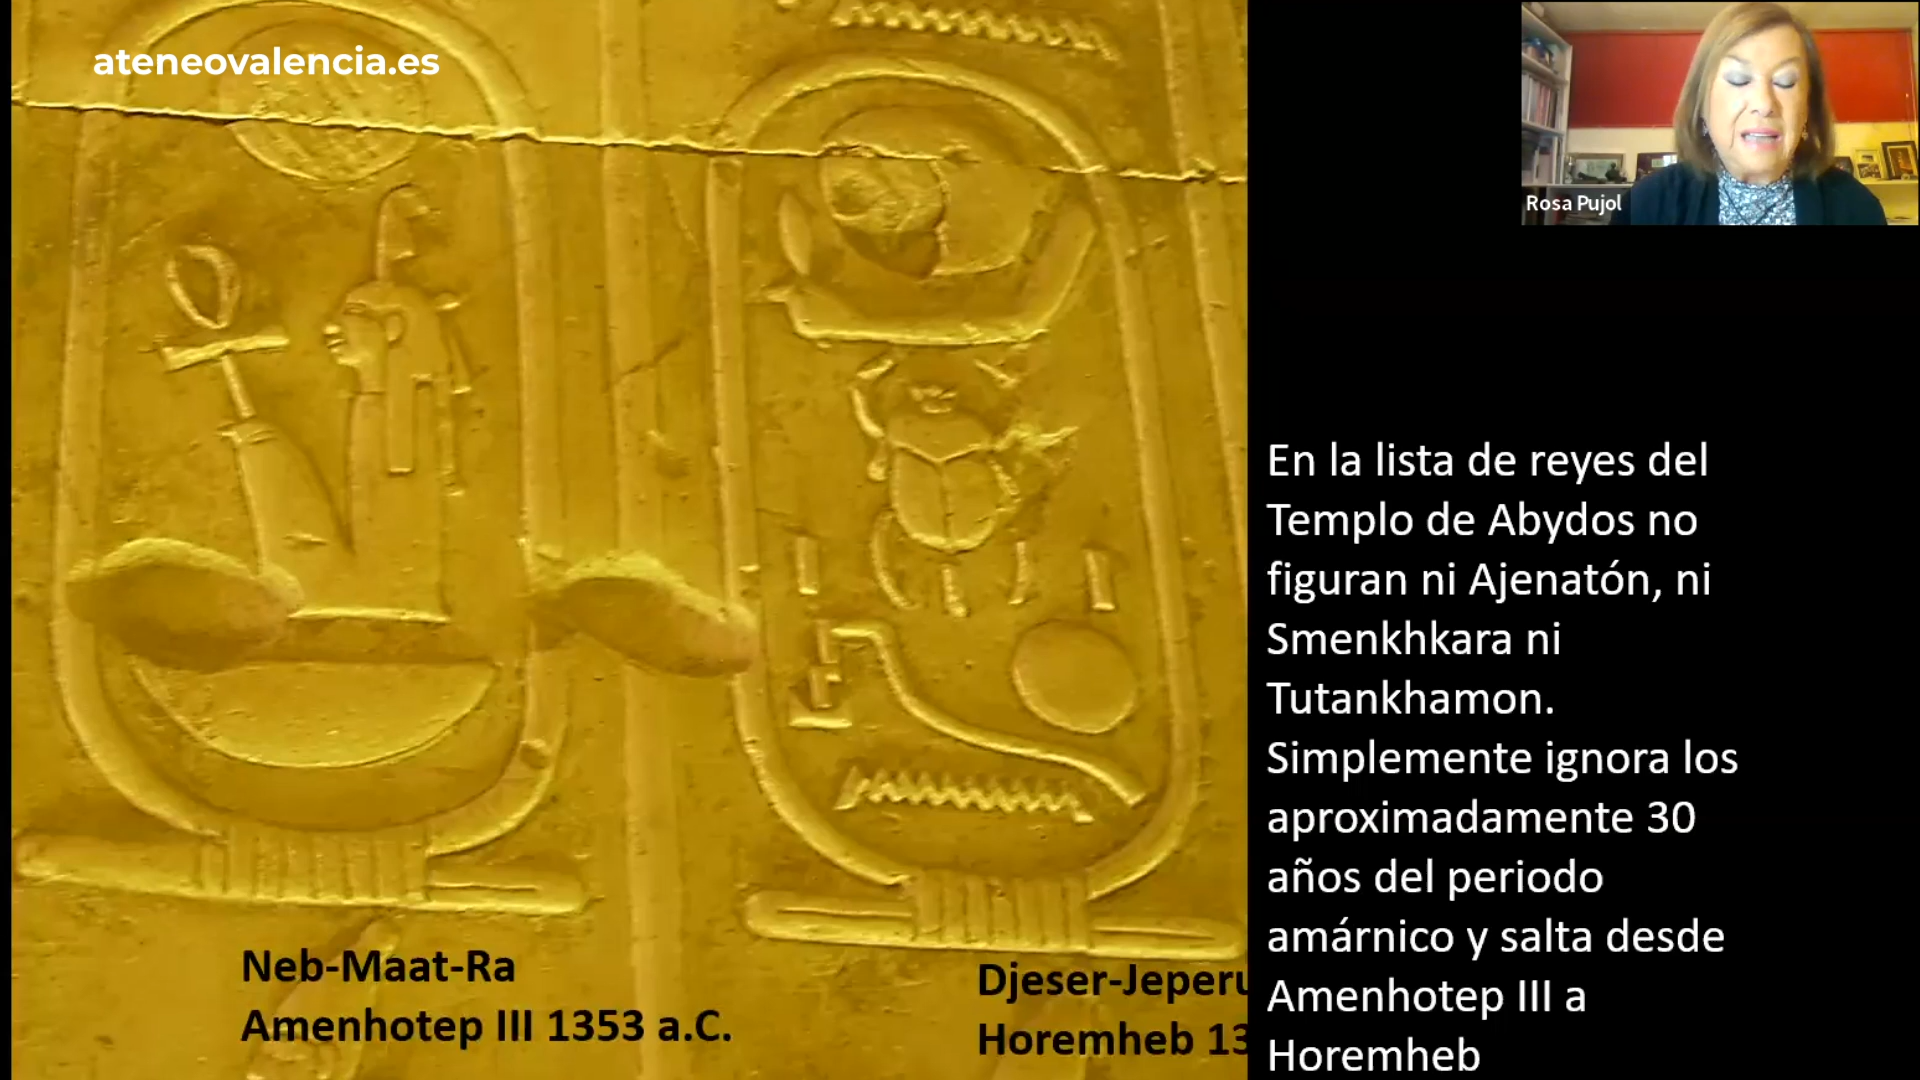 ateneovalencia.es
Rosa Pujol
Neb-Maat-Ra
Amenhotep III 1353 a.C.
Djeser-Jeperu
Horemheb 13
En la lista de reyes del
Templo de Abydos no
figuran ni Ajenatón, ni
Smenkhkara ni
Tutankhamon.
Simplemente ignora los
aproximadamente 30
años del periodo
amárnico y salta desde
Amenhotep III a
Horemheb